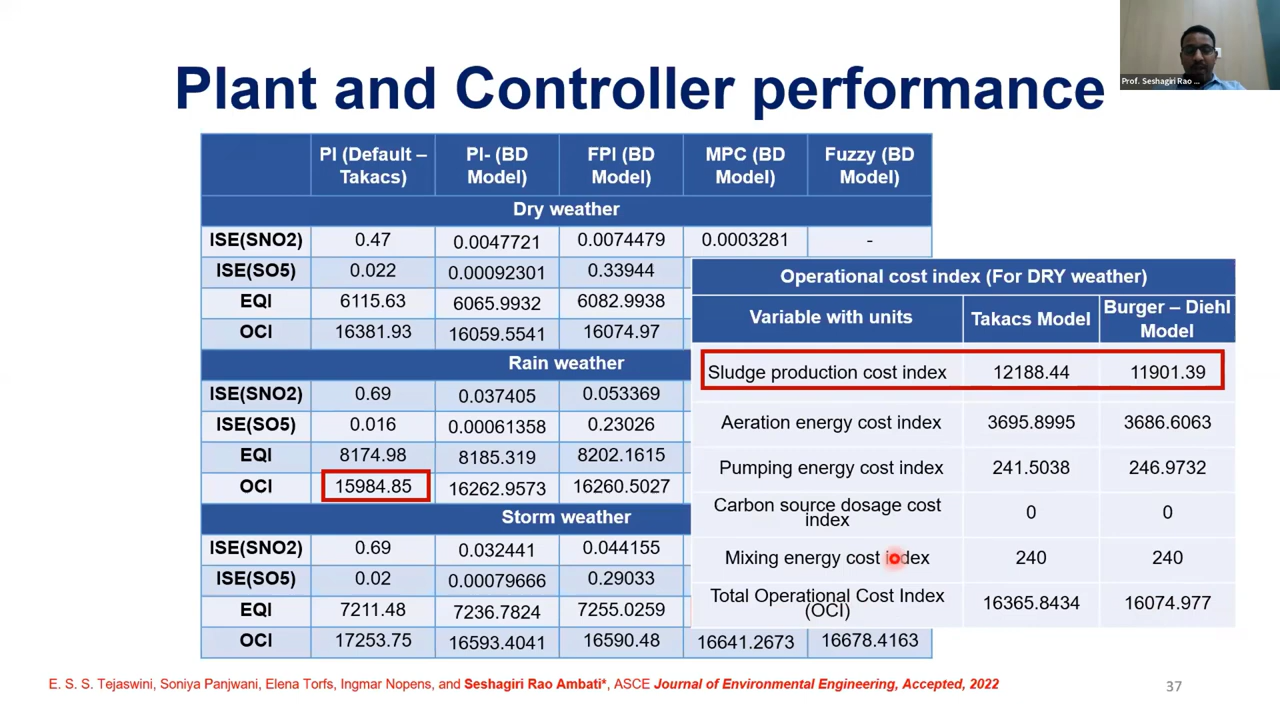 Prof. Seshagiri Rao ...
Plant and Controller performance
PI (Default – Takacs) PI- (BD Model) FPI (BD Model) MPC (BD Model) Fuzzy (BD Model)
Dry weather
ISE(SNO2) 0.47 0.0047721 0.0074479 0.0003281 -
ISE(SO5) 0.022 0.00092301 0.33944
EQI 6115.63 6065.9932 6082.9938
OCI 16381.93 16059.5541 16074.97
Rain weather
ISE(SNO2) 0.69 0.037405 0.053369
ISE(SO5) 0.016 0.00061358 0.23026
EQI 8174.98 8185.319 8202.1615
OCI 15984.85 16262.9573 16260.5027
Storm weather
ISE(SNO2) 0.69 0.032441 0.044155
ISE(SO5) 0.02 0.00079666 0.29033
EQI 7211.48 7236.7824 7255.0259
OCI 17253.75 16593.4041 16590.48 16641.2673 16678.4163
Operational cost index (For DRY weather)
Variable with units Takacs Model Burger – Diehl Model
Sludge production cost index 12188.44 11901.39
Aeration energy cost index 3695.8995 3686.6063
Pumping energy cost index 241.5038 246.9732
Carbon source dosage cost index 0 0
Mixing energy cost index 240 240
Total Operational Cost Index (OCI) 16365.8434 16074.977
E. S. S. Tejaswini, Soniya Panjwani, Elena Torfs, Ingmar Nopens, and Seshagiri Rao Ambati*, ASCE Journal of Environmental Engineering, Accepted, 2022
37